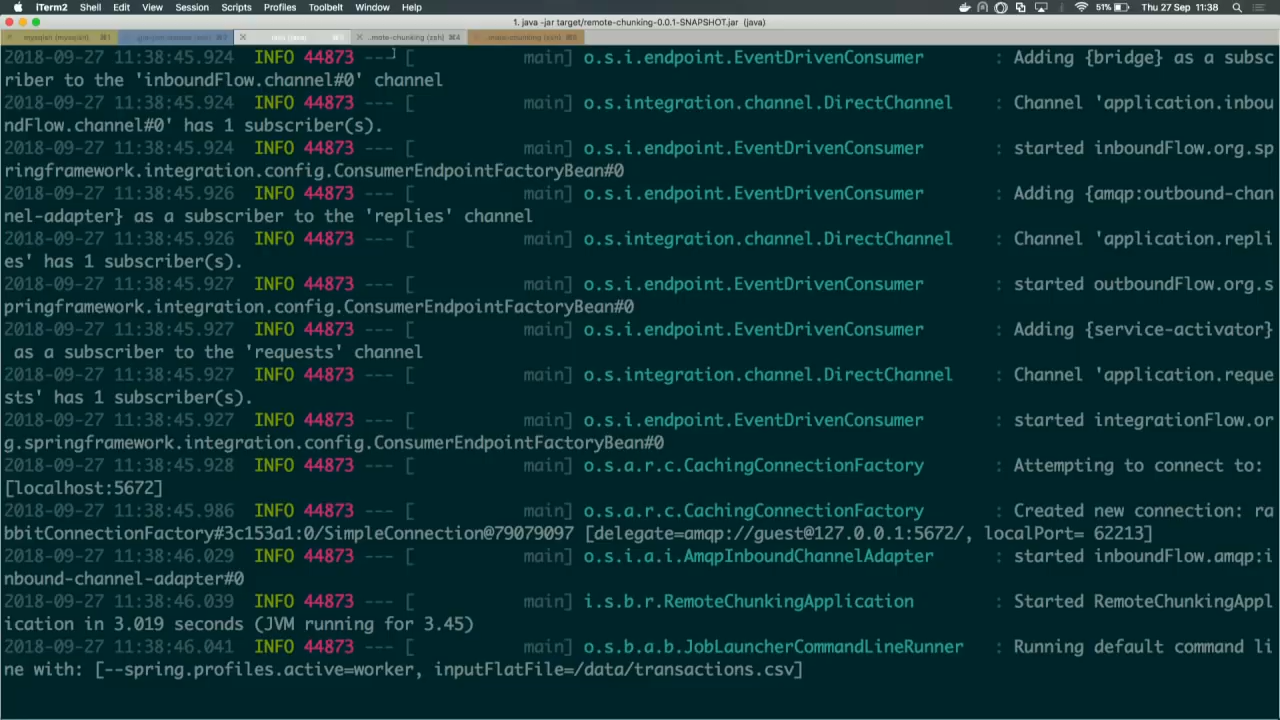 iTerm2 Shell Edit View Session Scripts Profiles Toolbelt Window Help 51% Thu 27 Sep 11:38
1. java -jar target/remote-chunking-0.0.1-SNAPSHOT.jar (java)
⌘1 ⌘2 ⌘3 ..mote-chunking (zsh) ⌘4
2018-09-27 11:38:45.924 INFO 44873 --- [ main] o.s.i.endpoint.EventDrivenConsumer : Adding {bridge} as a subsc
riber to the 'inboundFlow.channel#0' channel
2018-09-27 11:38:45.924 INFO 44873 --- [ main] o.s.integration.channel.DirectChannel : Channel 'application.inbou
ndFlow.channel#0' has 1 subscriber(s).
2018-09-27 11:38:45.924 INFO 44873 --- [ main] o.s.i.endpoint.EventDrivenConsumer : started inboundFlow.org.sp
ringframework.integration.config.ConsumerEndpointFactoryBean#0
2018-09-27 11:38:45.926 INFO 44873 --- [ main] o.s.i.endpoint.EventDrivenConsumer : Adding {amqp:outbound-chan
nel-adapter} as a subscriber to the 'replies' channel
2018-09-27 11:38:45.926 INFO 44873 --- [ main] o.s.integration.channel.DirectChannel : Channel 'application.repli
es' has 1 subscriber(s).
2018-09-27 11:38:45.927 INFO 44873 --- [ main] o.s.i.endpoint.EventDrivenConsumer : started outboundFlow.org.s
pringframework.integration.config.ConsumerEndpointFactoryBean#0
2018-09-27 11:38:45.927 INFO 44873 --- [ main] o.s.i.endpoint.EventDrivenConsumer : Adding {service-activator}
as a subscriber to the 'requests' channel
2018-09-27 11:38:45.927 INFO 44873 --- [ main] o.s.integration.channel.DirectChannel : Channel 'application.reque
sts' has 1 subscriber(s).
2018-09-27 11:38:45.927 INFO 44873 --- [ main] o.s.i.endpoint.EventDrivenConsumer : started integrationFlow.or
g.springframework.integration.config.ConsumerEndpointFactoryBean#0
2018-09-27 11:38:45.928 INFO 44873 --- [ main] o.s.a.r.c.CachingConnectionFactory : Attempting to connect to:
[localhost:5672]
2018-09-27 11:38:45.986 INFO 44873 --- [ main] o.s.a.r.c.CachingConnectionFactory : Created new connection: ra
bbitConnectionFactory#3c153a1:0/SimpleConnection@79079097 [delegate=amqp://guest@127.0.0.1:5672/, localPort= 62213]
2018-09-27 11:38:46.029 INFO 44873 --- [ main] o.s.i.a.i.AmqpInboundChannelAdapter : started inboundFlow.amqp:i
nbound-channel-adapter#0
2018-09-27 11:38:46.039 INFO 44873 --- [ main] i.s.b.r.RemoteChunkingApplication : Started RemoteChunkingAppl
ication in 3.019 seconds (JVM running for 3.45)
2018-09-27 11:38:46.041 INFO 44873 --- [ main] o.s.b.a.b.JobLauncherCommandLineRunner : Running default command li
ne with: [--spring.profiles.active=worker, inputFlatFile=/data/transactions.csv]